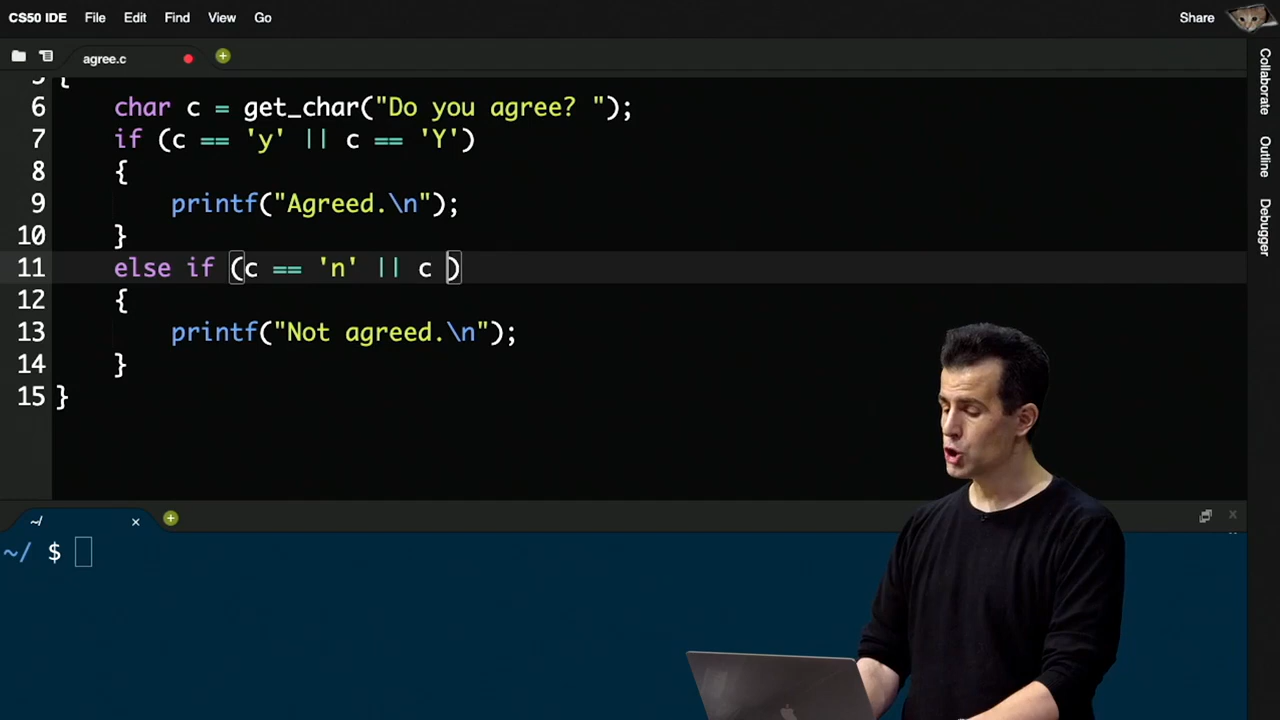 CS50 IDE File Edit Find View Go Share
agree.c
Collaborate
Outline
Debugger
5 {
6 char c = get_char("Do you agree? ");
7 if (c == 'y' || c == 'Y')
8 {
9 printf("Agreed.\n");
10 }
11 else if (c == 'n' || c )
12 {
13 printf("Not agreed.\n");
14 }
15 }
~/
~/ $